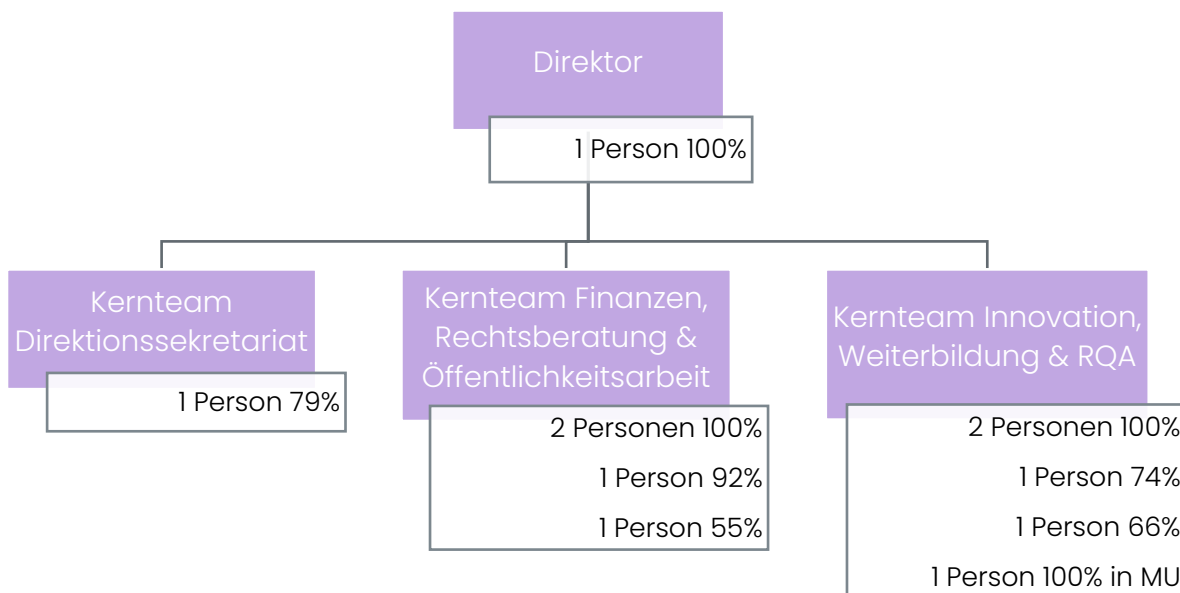 Direktor
1 Person 100%
Kernteam
Direktionssekretariat
1 Person 79%
Kernteam Finanzen,
Rechtsberatung &
Öffentlichkeitsarbeit
2 Personen 100%
1 Person 92%
1 Person 55%
Kernteam Innovation,
Weiterbildung & RQA
2 Personen 100%
1 Person 74%
1 Person 66%
1 Person 100% in MU